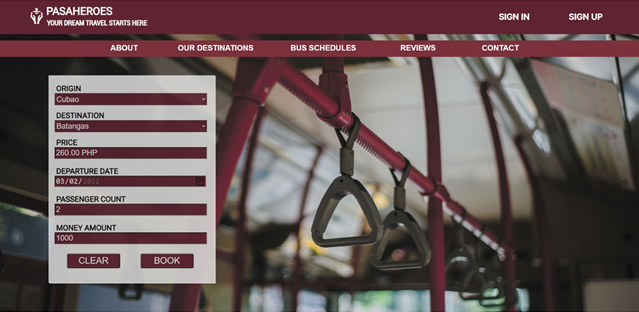 PASAHEROES
YOUR DREAM TRAVEL STARTS HERE
SIGN IN
SIGN UP
ABOUT
OUR DESTINATIONS
BUS SCHEDULES
REVIEWS
CONTACT
ORIGIN
Cubao
DESTINATION
Batangas
PRICE
260.00 PHP
DEPARTURE DATE
03/02/2022
PASSENGER COUNT
2
MONEY AMOUNT
1000
CLEAR
BOOK